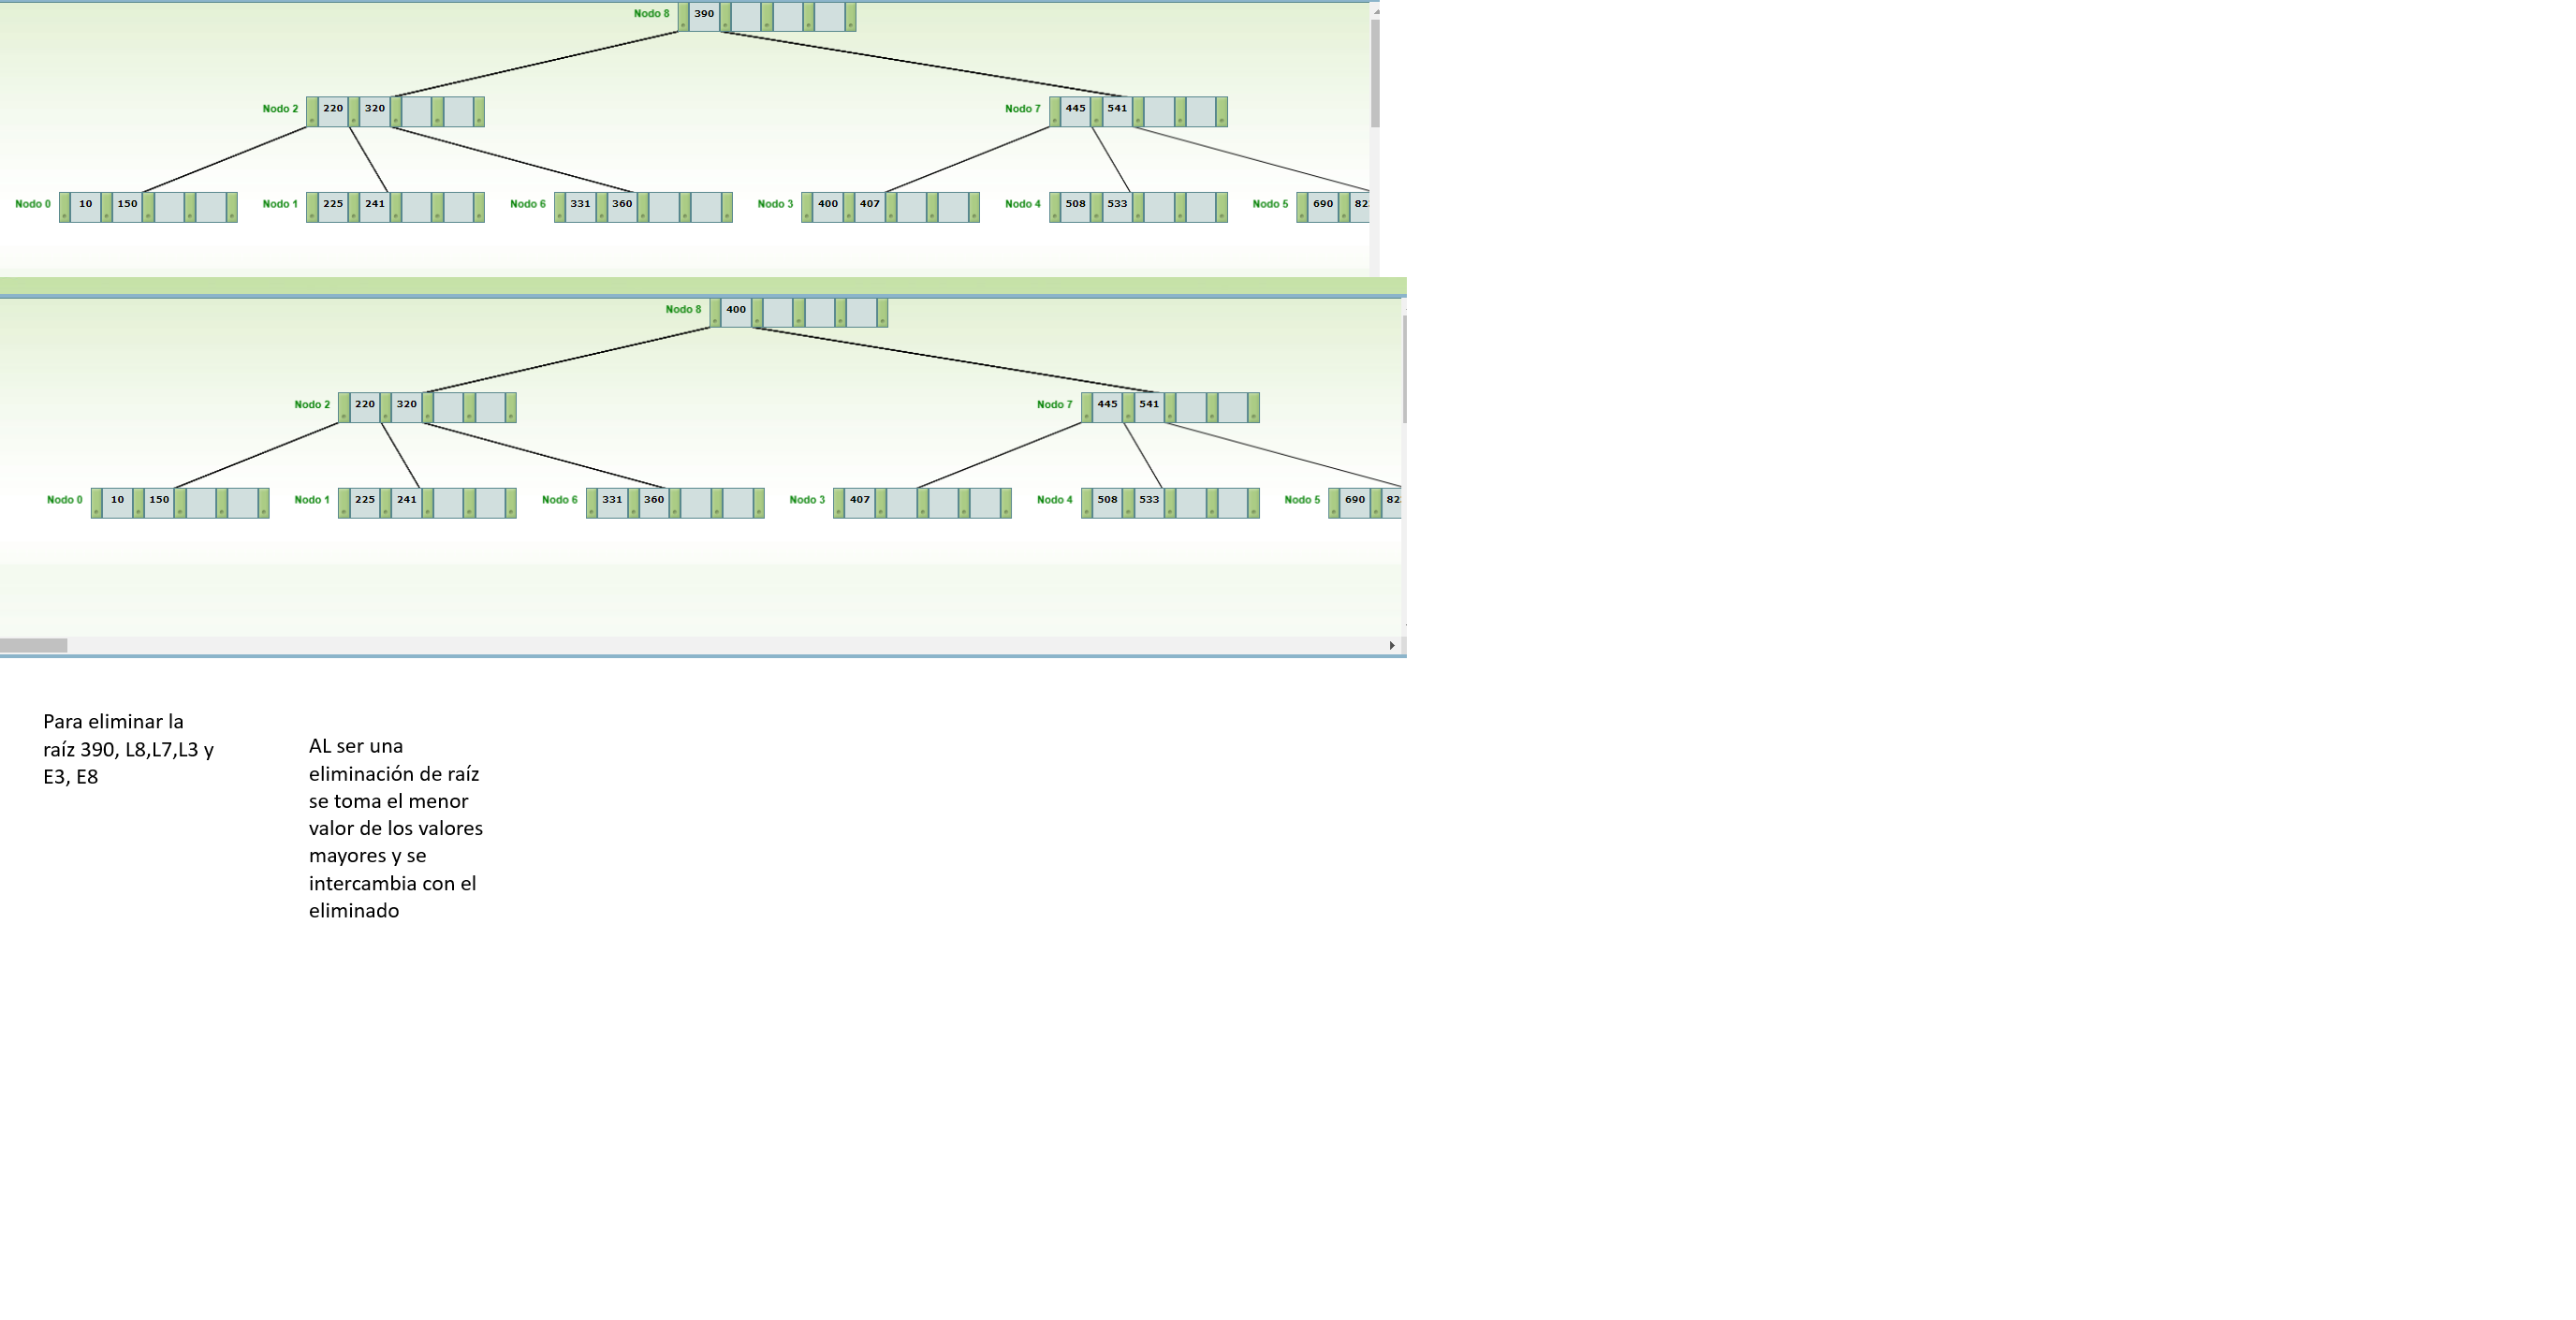 Nodo 8 390
Nodo 2 220 320
Nodo 7 445 541
Nodo 0 10 150
Nodo 1 225 241
Nodo 6 331 360
Nodo 3 400 407
Nodo 4 508 533
Nodo 5 690 82
Nodo 8 400
Nodo 2 220 320
Nodo 7 445 541
Nodo 0 10 150
Nodo 1 225 241
Nodo 6 331 360
Nodo 3 407
Nodo 4 508 533
Nodo 5 690 82
Para eliminar la
raíz 390, L8,L7,L3 y
E3, E8
AL ser una
eliminación de raíz
se toma el menor
valor de los valores
mayores y se
intercambia con el
eliminado